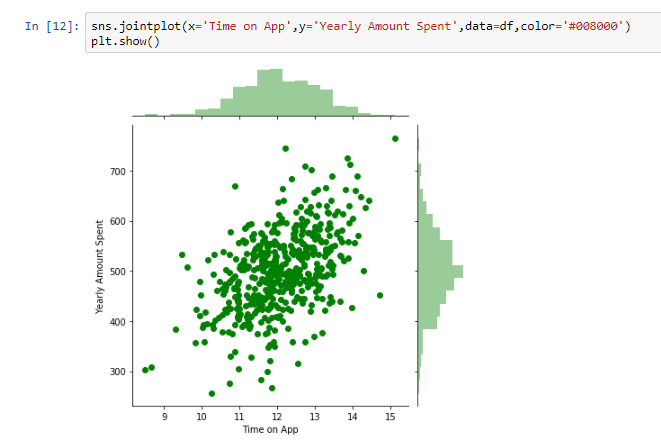 In [12]: sns.jointplot(x='Time on App',y='Yearly Amount Spent',data=df,color='#008000')
plt.show()
700
600
500
400
300
Yearly Amount Spent
9 10 11 12 13 14 15
Time on App